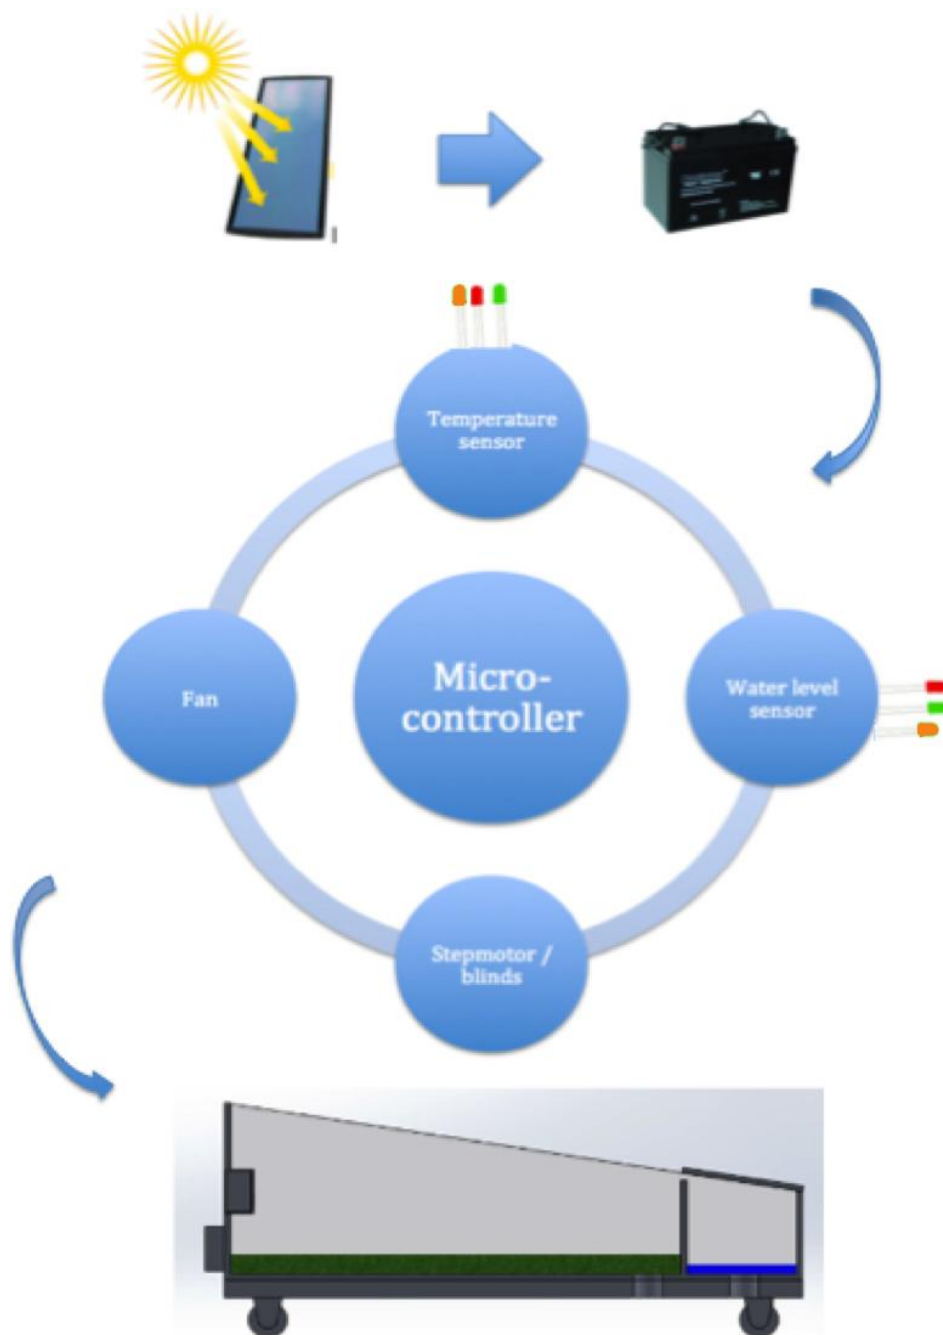 Temperature
sensor
Micro-
controller
Fan
Water level
sensor
Stepmotor /
blinds